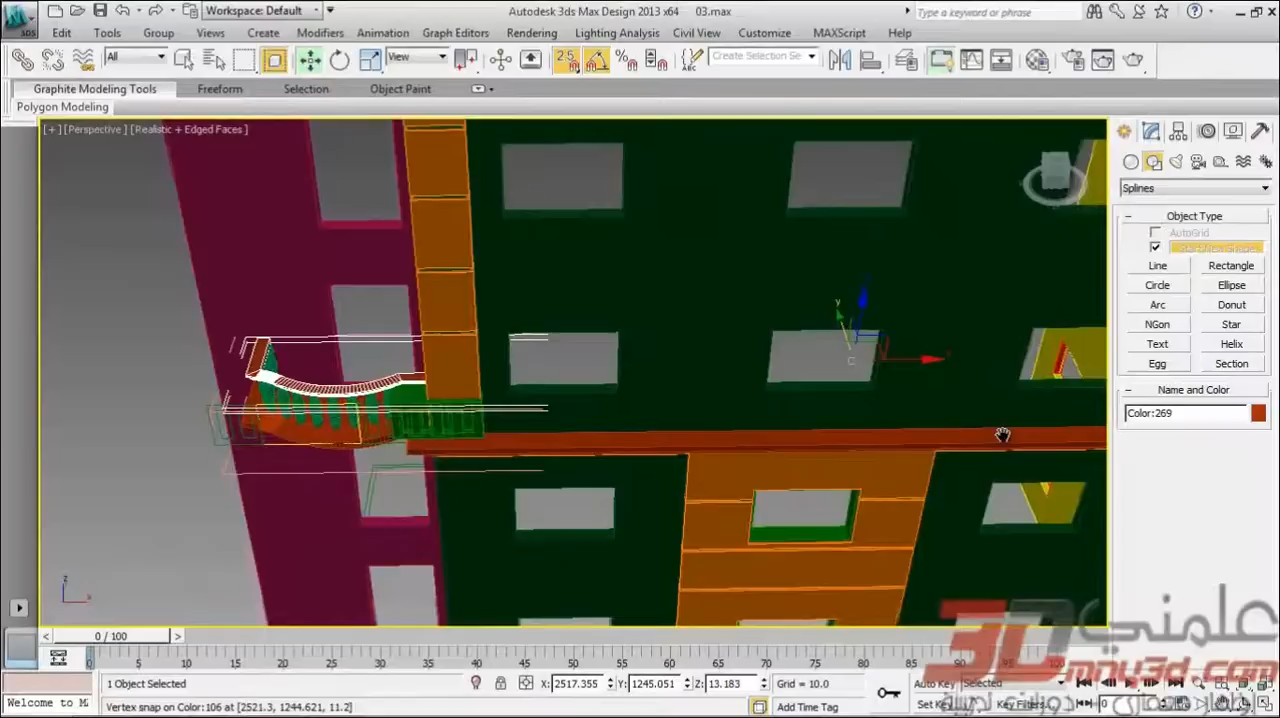 Workspace: Default
Autodesk 3ds Max Design 2013 x64 03.max
Type a keyword or phrase
Edit Tools Group Views Create Modifiers Animation Graph Editors Rendering Lighting Analysis Civil View Customize MAXScript Help
All View 2.5 Create Selection Se
Graphite Modeling Tools Freeform Selection Object Paint
Polygon Modeling
[+] [Perspective] [Realistic + Edged Faces]
Splines
Object Type
AutoGrid
Line Rectangle
Circle Ellipse
Arc Donut
NGon Star
Text Helix
Egg Section
Name and Color
Color:269
y
z
x
0 / 100
0 5 10 15 20 25 30 35 40 45 50 55 60 65 70 75 80 85 90 95 100
1 Object Selected X: 2517.355 Y: 1245.051 Z: 13.183 Grid = 10.0 Auto Key Selected
Welcome to M Vertex snap on Color:106 at [2521.3, 1244.621, 11.2] Add Time Tag Set Key Key Filters...
علمني
3D
mny3d.com